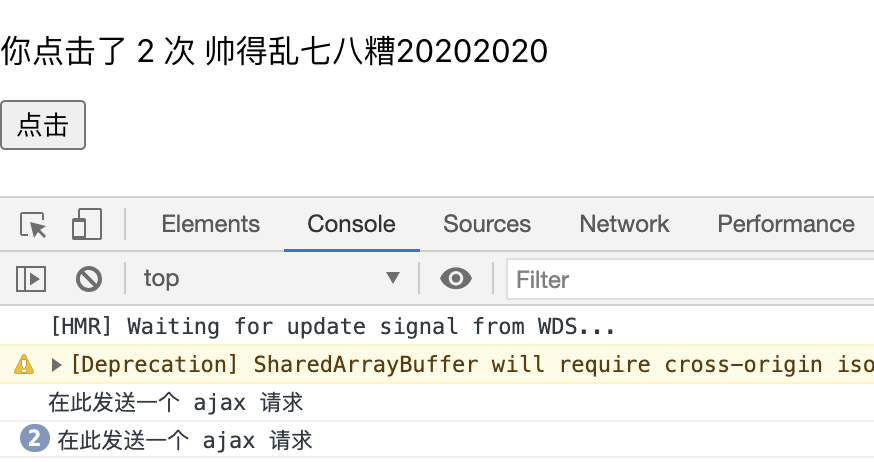 你点击了 2 次 帅得乱七八糟20202020
点击
Elements Console Sources Network Performance
top Filter
[HMR] Waiting for update signal from WDS...
[Deprecation] SharedArrayBuffer will require cross-origin iso
在此发送一个 ajax 请求
2 在此发送一个 ajax 请求